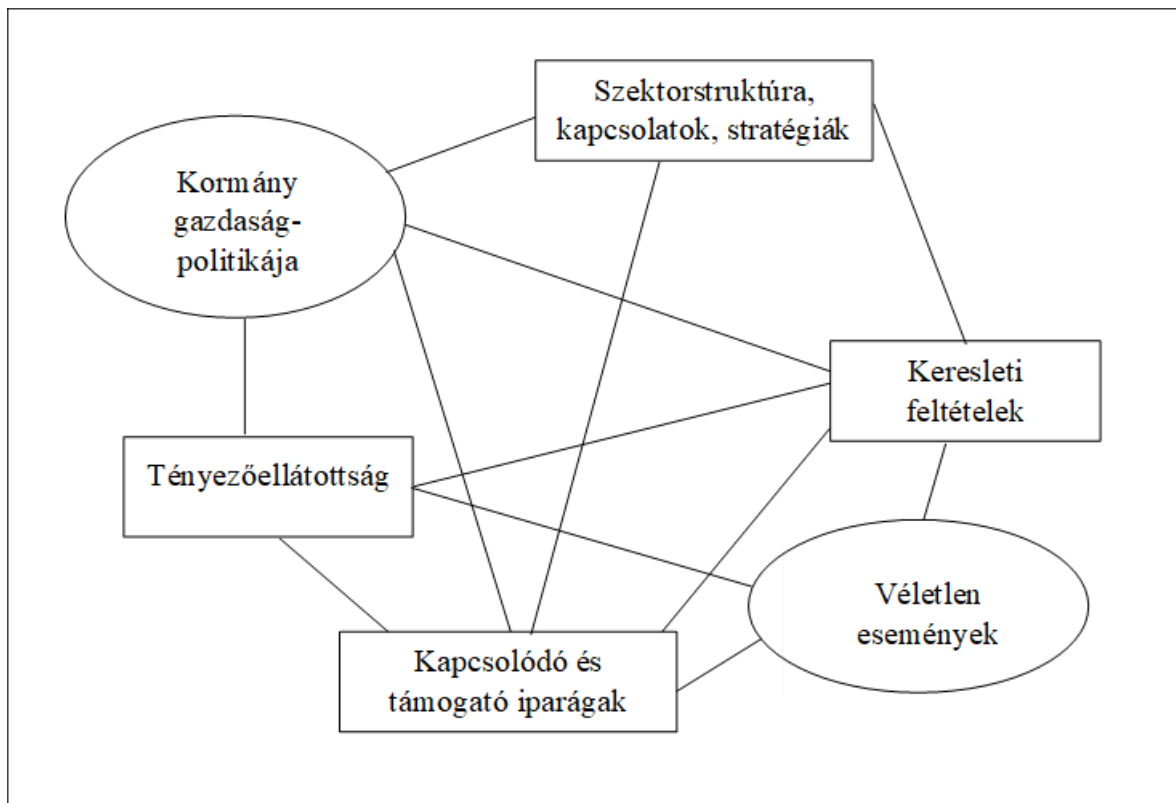 Szektorstruktúra,
kapcsolatok, stratégiák
Kormány
gazdaság-
politikája
Keresleti
feltételek
Tényezőellátottság
Véletlen
események
Kapcsolódó és
támogató iparágak